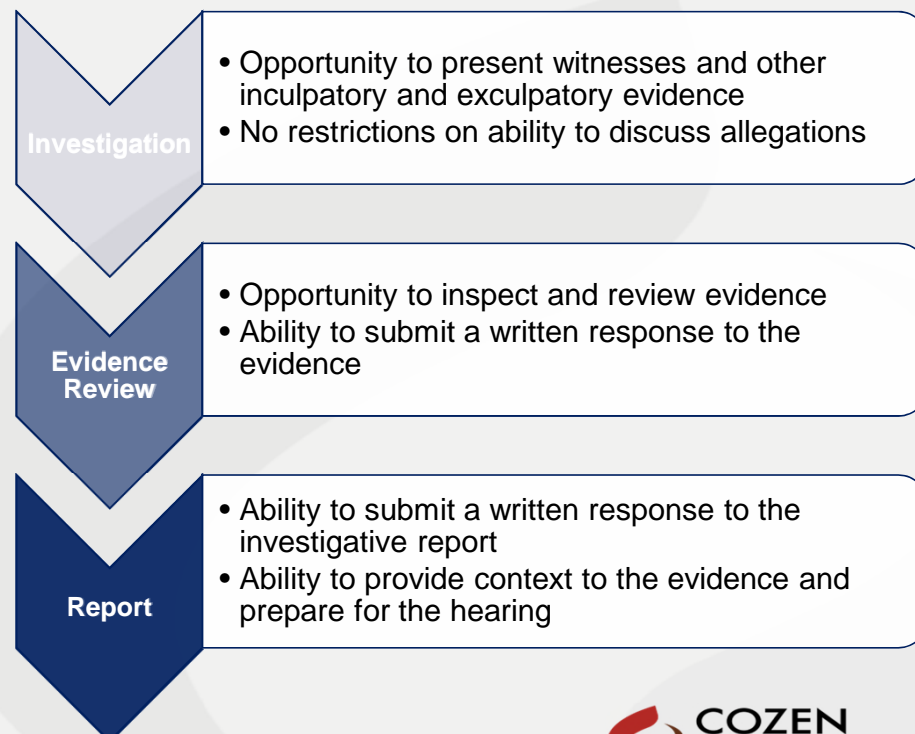 Investigation
• Opportunity to present witnesses and other
inculpatory and exculpatory evidence
• No restrictions on ability to discuss allegations
Evidence
Review
• Opportunity to inspect and review evidence
• Ability to submit a written response to the
evidence
Report
• Ability to submit a written response to the
investigative report
• Ability to provide context to the evidence and
prepare for the hearing
COZEN